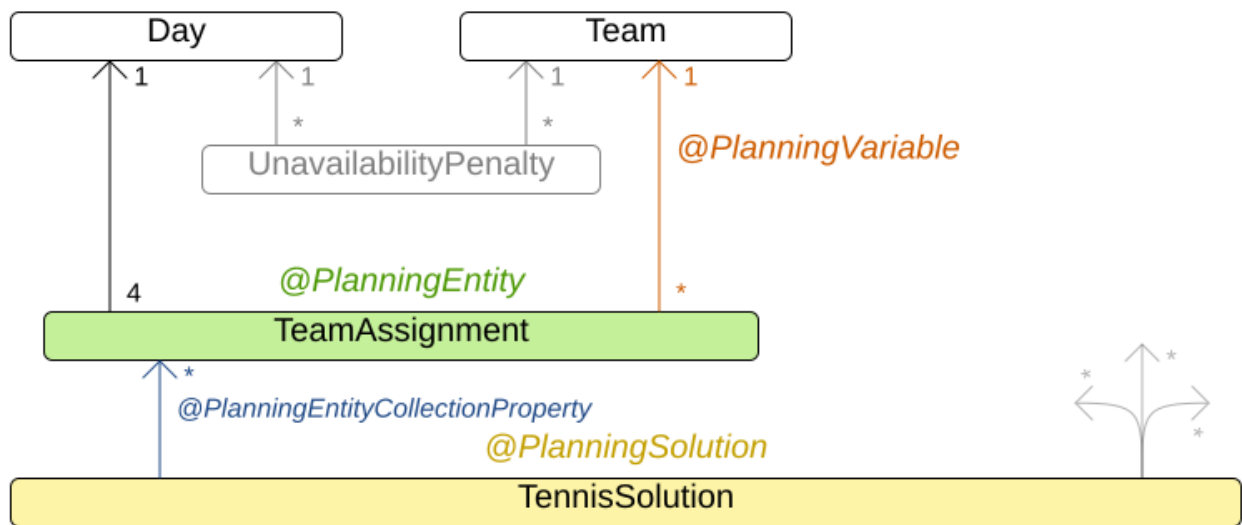 Day
Team
1
1
1
1
*
*
@PlanningVariable
UnavailabilityPenalty
@PlanningEntity
4
*
TeamAssignment
*
*
*
@PlanningEntityCollectionProperty
*
@PlanningSolution
TennisSolution